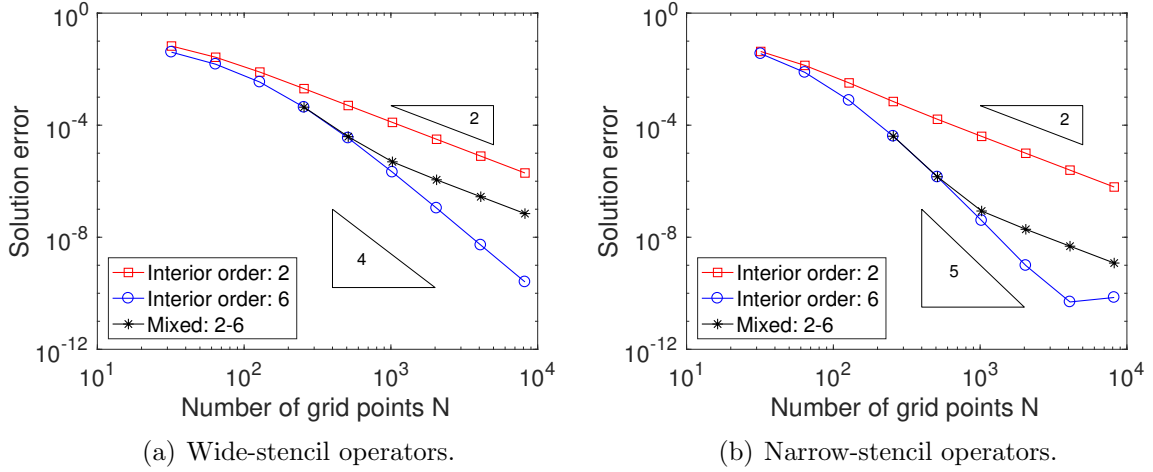 10^0
10^-4
10^-8
10^-12
Solution error
2
4
Interior order: 2
Interior order: 6
Mixed: 2-6
10^1
10^2
10^3
10^4
Number of grid points N
(a) Wide-stencil operators.
10^0
10^-4
10^-8
10^-12
Solution error
2
5
Interior order: 2
Interior order: 6
Mixed: 2-6
10^1
10^2
10^3
10^4
Number of grid points N
(b) Narrow-stencil operators.